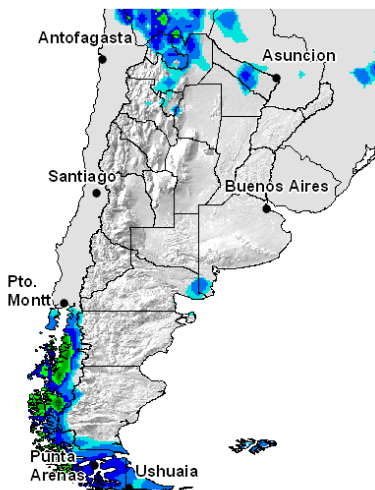 Antofagasta
Asuncion
Santiago
Buenos Aires
Pto.
Montt
Punta
Arenas
Ushuaia